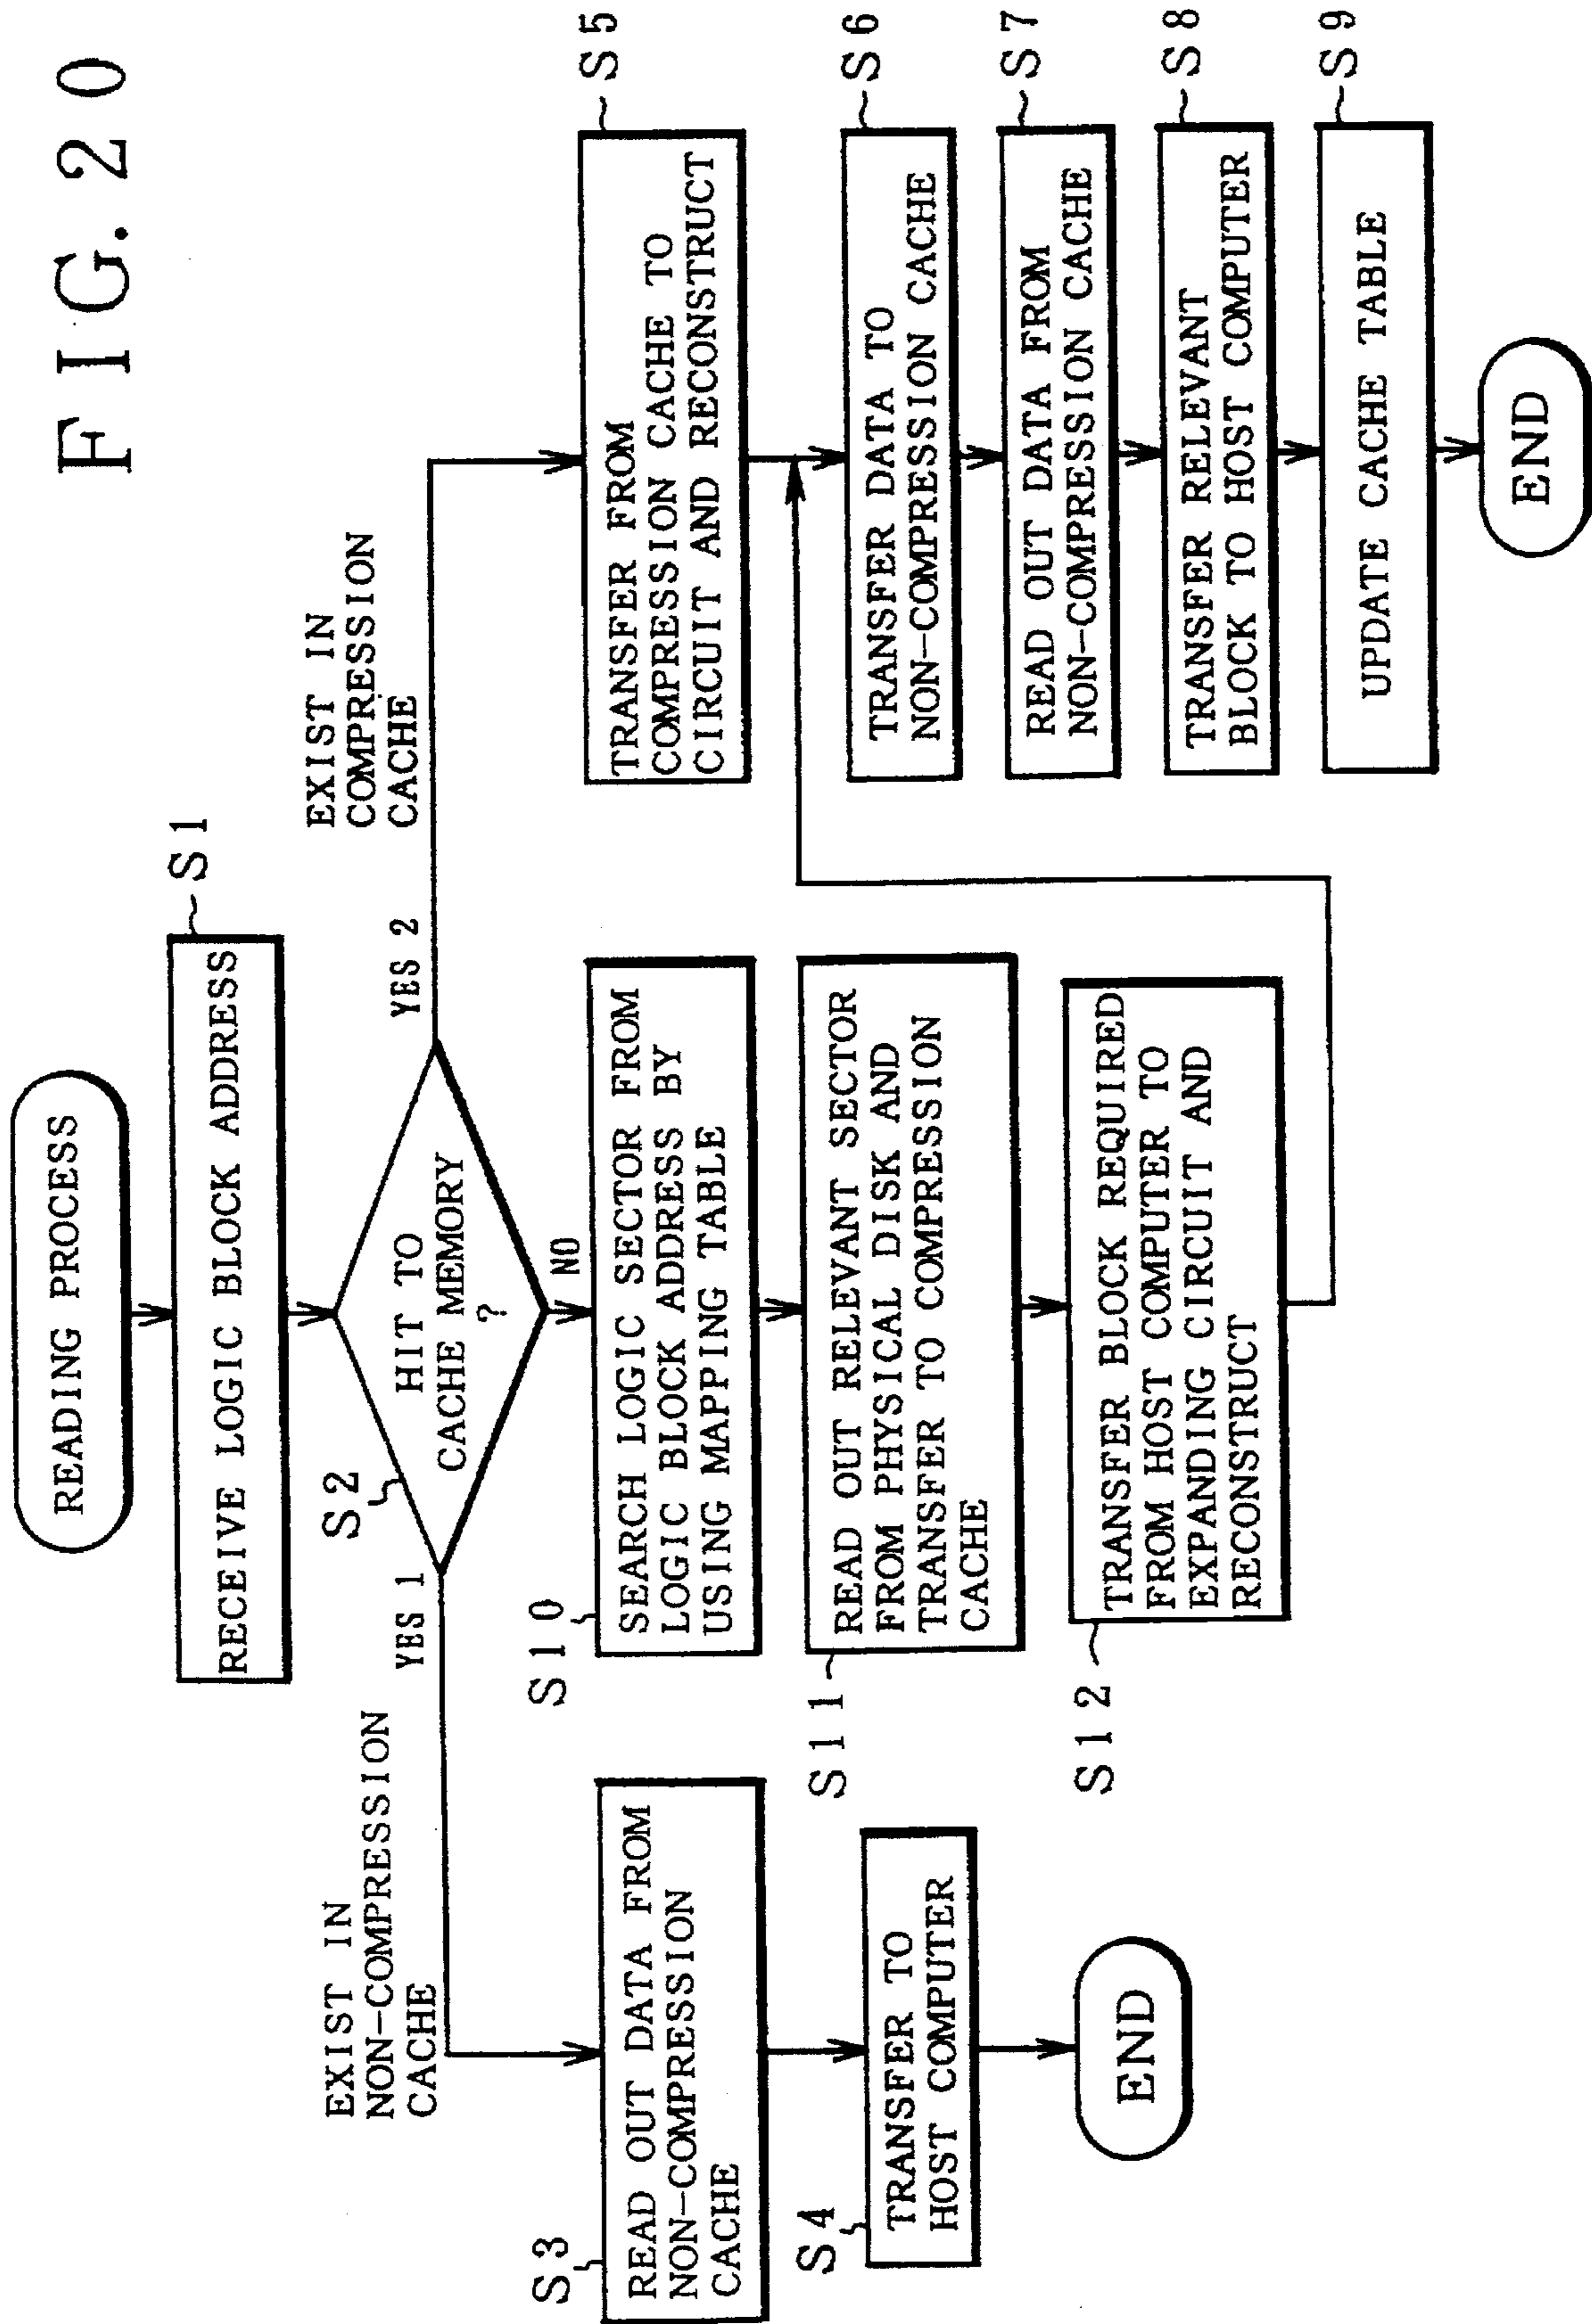 FIG. 20
READING PROCESS
RECEIVE LOGIC BLOCK ADDRESS
S1
HIT TO
CACHE MEMORY
?
S2
YES 1
EXIST IN
NON-COMPRESSION
CACHE
NO
YES 2
EXIST IN
COMPRESSION
CACHE
S3
READ OUT DATA FROM
NON-COMPRESSION
CACHE
S4
TRANSFER TO
HOST COMPUTER
END
S10
SEARCH LOGIC SECTOR FROM
LOGIC BLOCK ADDRESS BY
USING MAPPING TABLE
S11
READ OUT RELEVANT SECTOR
FROM PHYSICAL DISK AND
TRANSFER TO COMPRESSION
CACHE
S12
TRANSFER BLOCK REQUIRED
FROM HOST COMPUTER TO
EXPANDING CIRCUIT AND
RECONSTRUCT
TRANSFER FROM
COMPRESSION CACHE TO
CIRCUIT AND RECONSTRUCT
S5
TRANSFER DATA TO
NON-COMPRESSION CACHE
S6
READ OUT DATA FROM
NON-COMPRESSION CACHE
S7
TRANSFER RELEVANT
BLOCK TO HOST COMPUTER
S8
UPDATE CACHE TABLE
S9
END